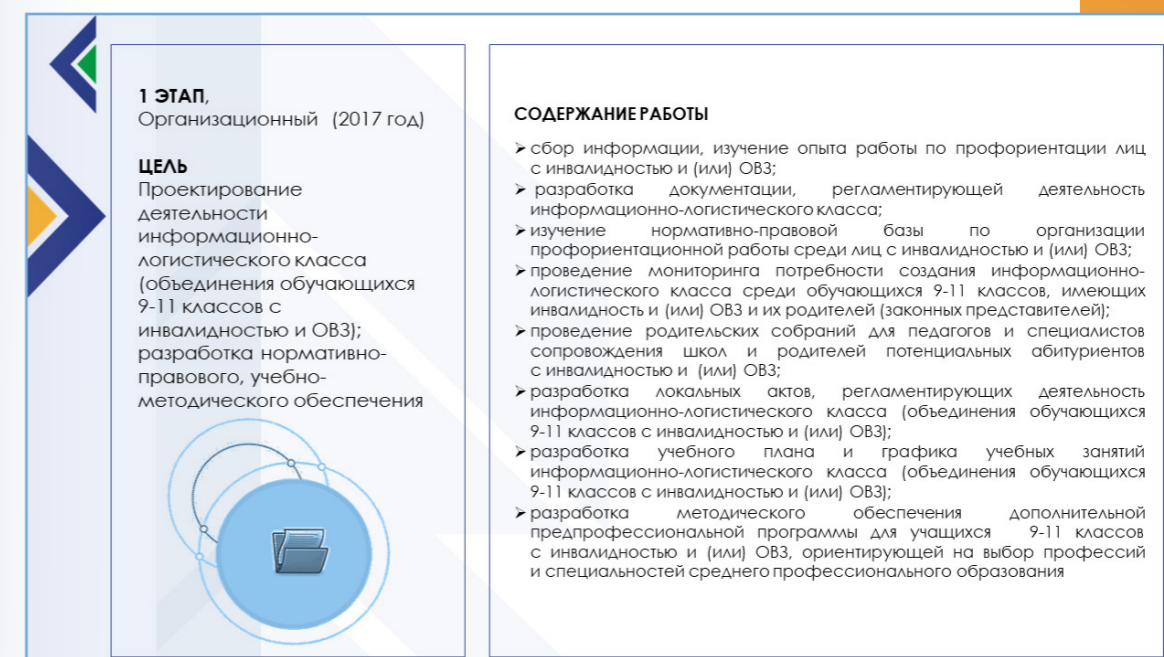 1 ЭТАП,
Организационный (2017 год)
ЦЕЛЬ
Проектирование
деятельности
информационно-
логистического класса
(объединения обучающихся
9-11 классов с
инвалидностью и ОВЗ);
разработка нормативно-
правового, учебно-
методического обеспечения
СОДЕРЖАНИЕ РАБОТЫ
➢ сбор информации, изучение опыта работы по профориентации лиц
с инвалидностью и (или) ОВЗ;
➢ разработка документации, регламентирующей деятельность
информационно-логистического класса;
➢ изучение нормативно-правовой базы по организации
профориентационной работы среди лиц с инвалидностью и (или) ОВЗ;
➢ проведение мониторинга потребности создания информационно-
логистического класса среди обучающихся 9-11 классов, имеющих
инвалидность и (или) ОВЗ и их родителей (законных представителей);
➢ проведение родительских собраний для педагогов и специалистов
сопровождения школ и родителей потенциальных абитуриентов
с инвалидностью и (или) ОВЗ;
➢ разработка локальных актов, регламентирующих деятельность
информационно-логистического класса (объединения обучающихся
9-11 классов с инвалидностью и (или) ОВЗ);
➢ разработка учебного плана и графика учебных занятий
информационно-логистического класса (объединения обучающихся
9-11 классов с инвалидностью и (или) ОВЗ);
➢ разработка методического обеспечения дополнительной
предпрофессиональной программы для учащихся 9-11 классов
с инвалидностью и (или) ОВЗ, ориентирующей на выбор профессий
и специальностей среднего профессионального образования